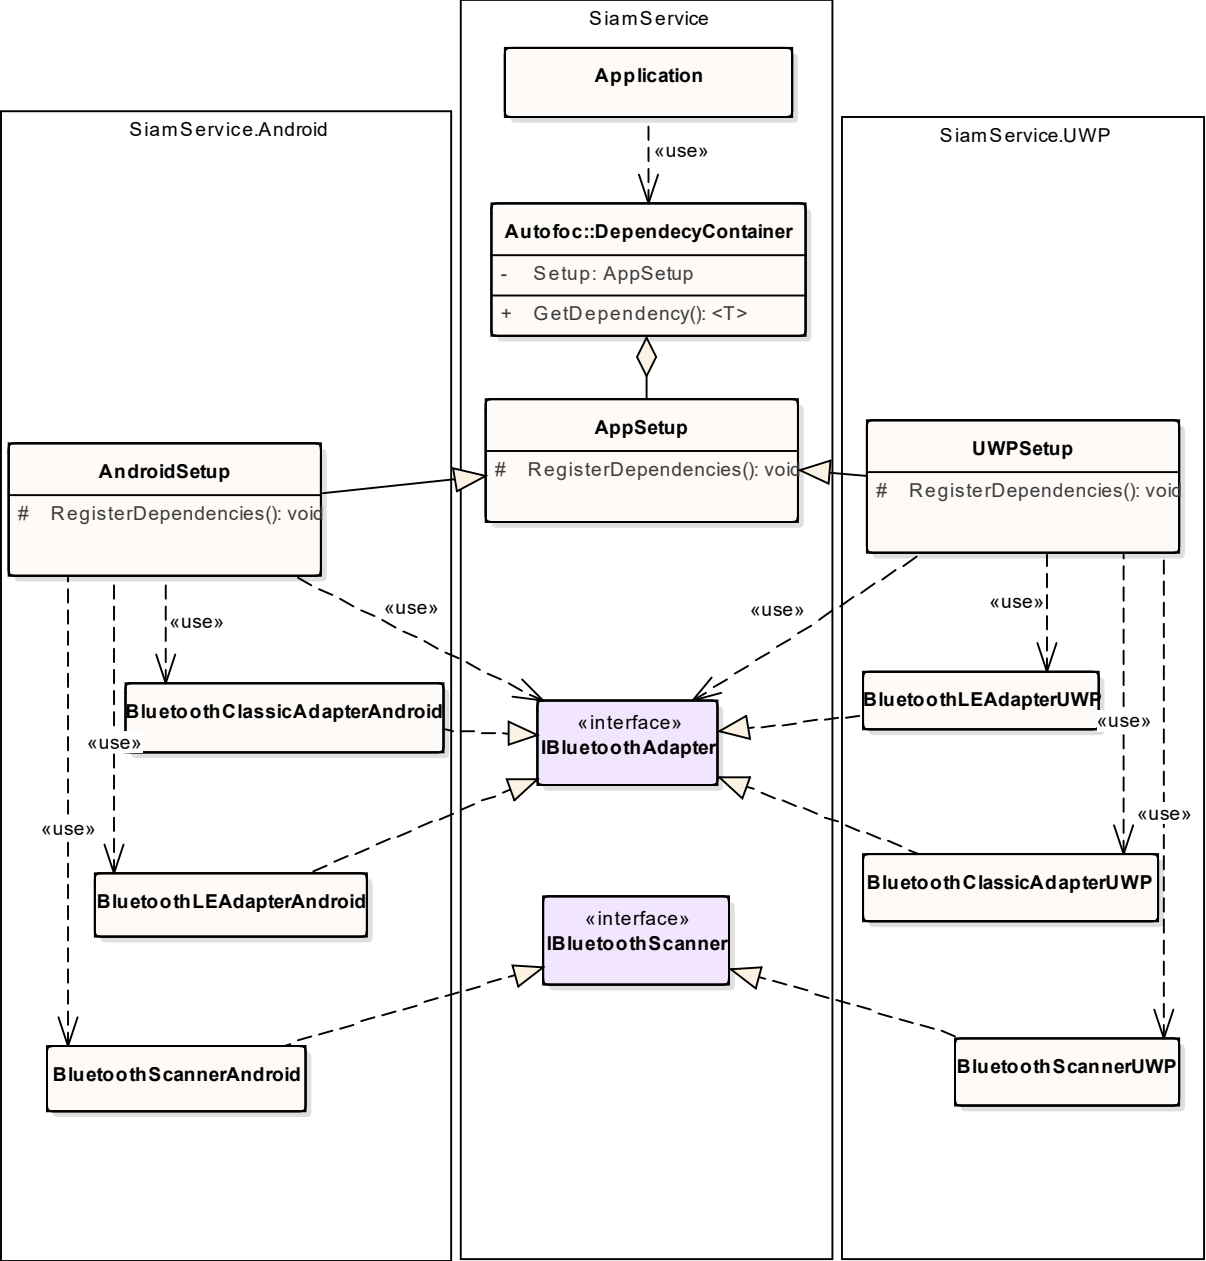 SiamService
Application
SiamService.Android
SiamService.UWP
«use»
Autofoc::DependecyContainer
- Setup: AppSetup
+ GetDependency(): <T>
AppSetup
# RegisterDependencies(): void
AndroidSetup
# RegisterDependencies(): void
UWPSetup
# RegisterDependencies(): void
«use»
«use»
«use»
«use»
BluetoothClassicAdapterAndroid
«use»
«interface»
IBluetoothAdapter
BluetoothLEAdapterUWP
«use»
«use»
«use»
BluetoothLEAdapterAndroid
BluetoothClassicAdapterUWP
«interface»
IBluetoothScanner
BluetoothScannerAndroid
BluetoothScannerUWP